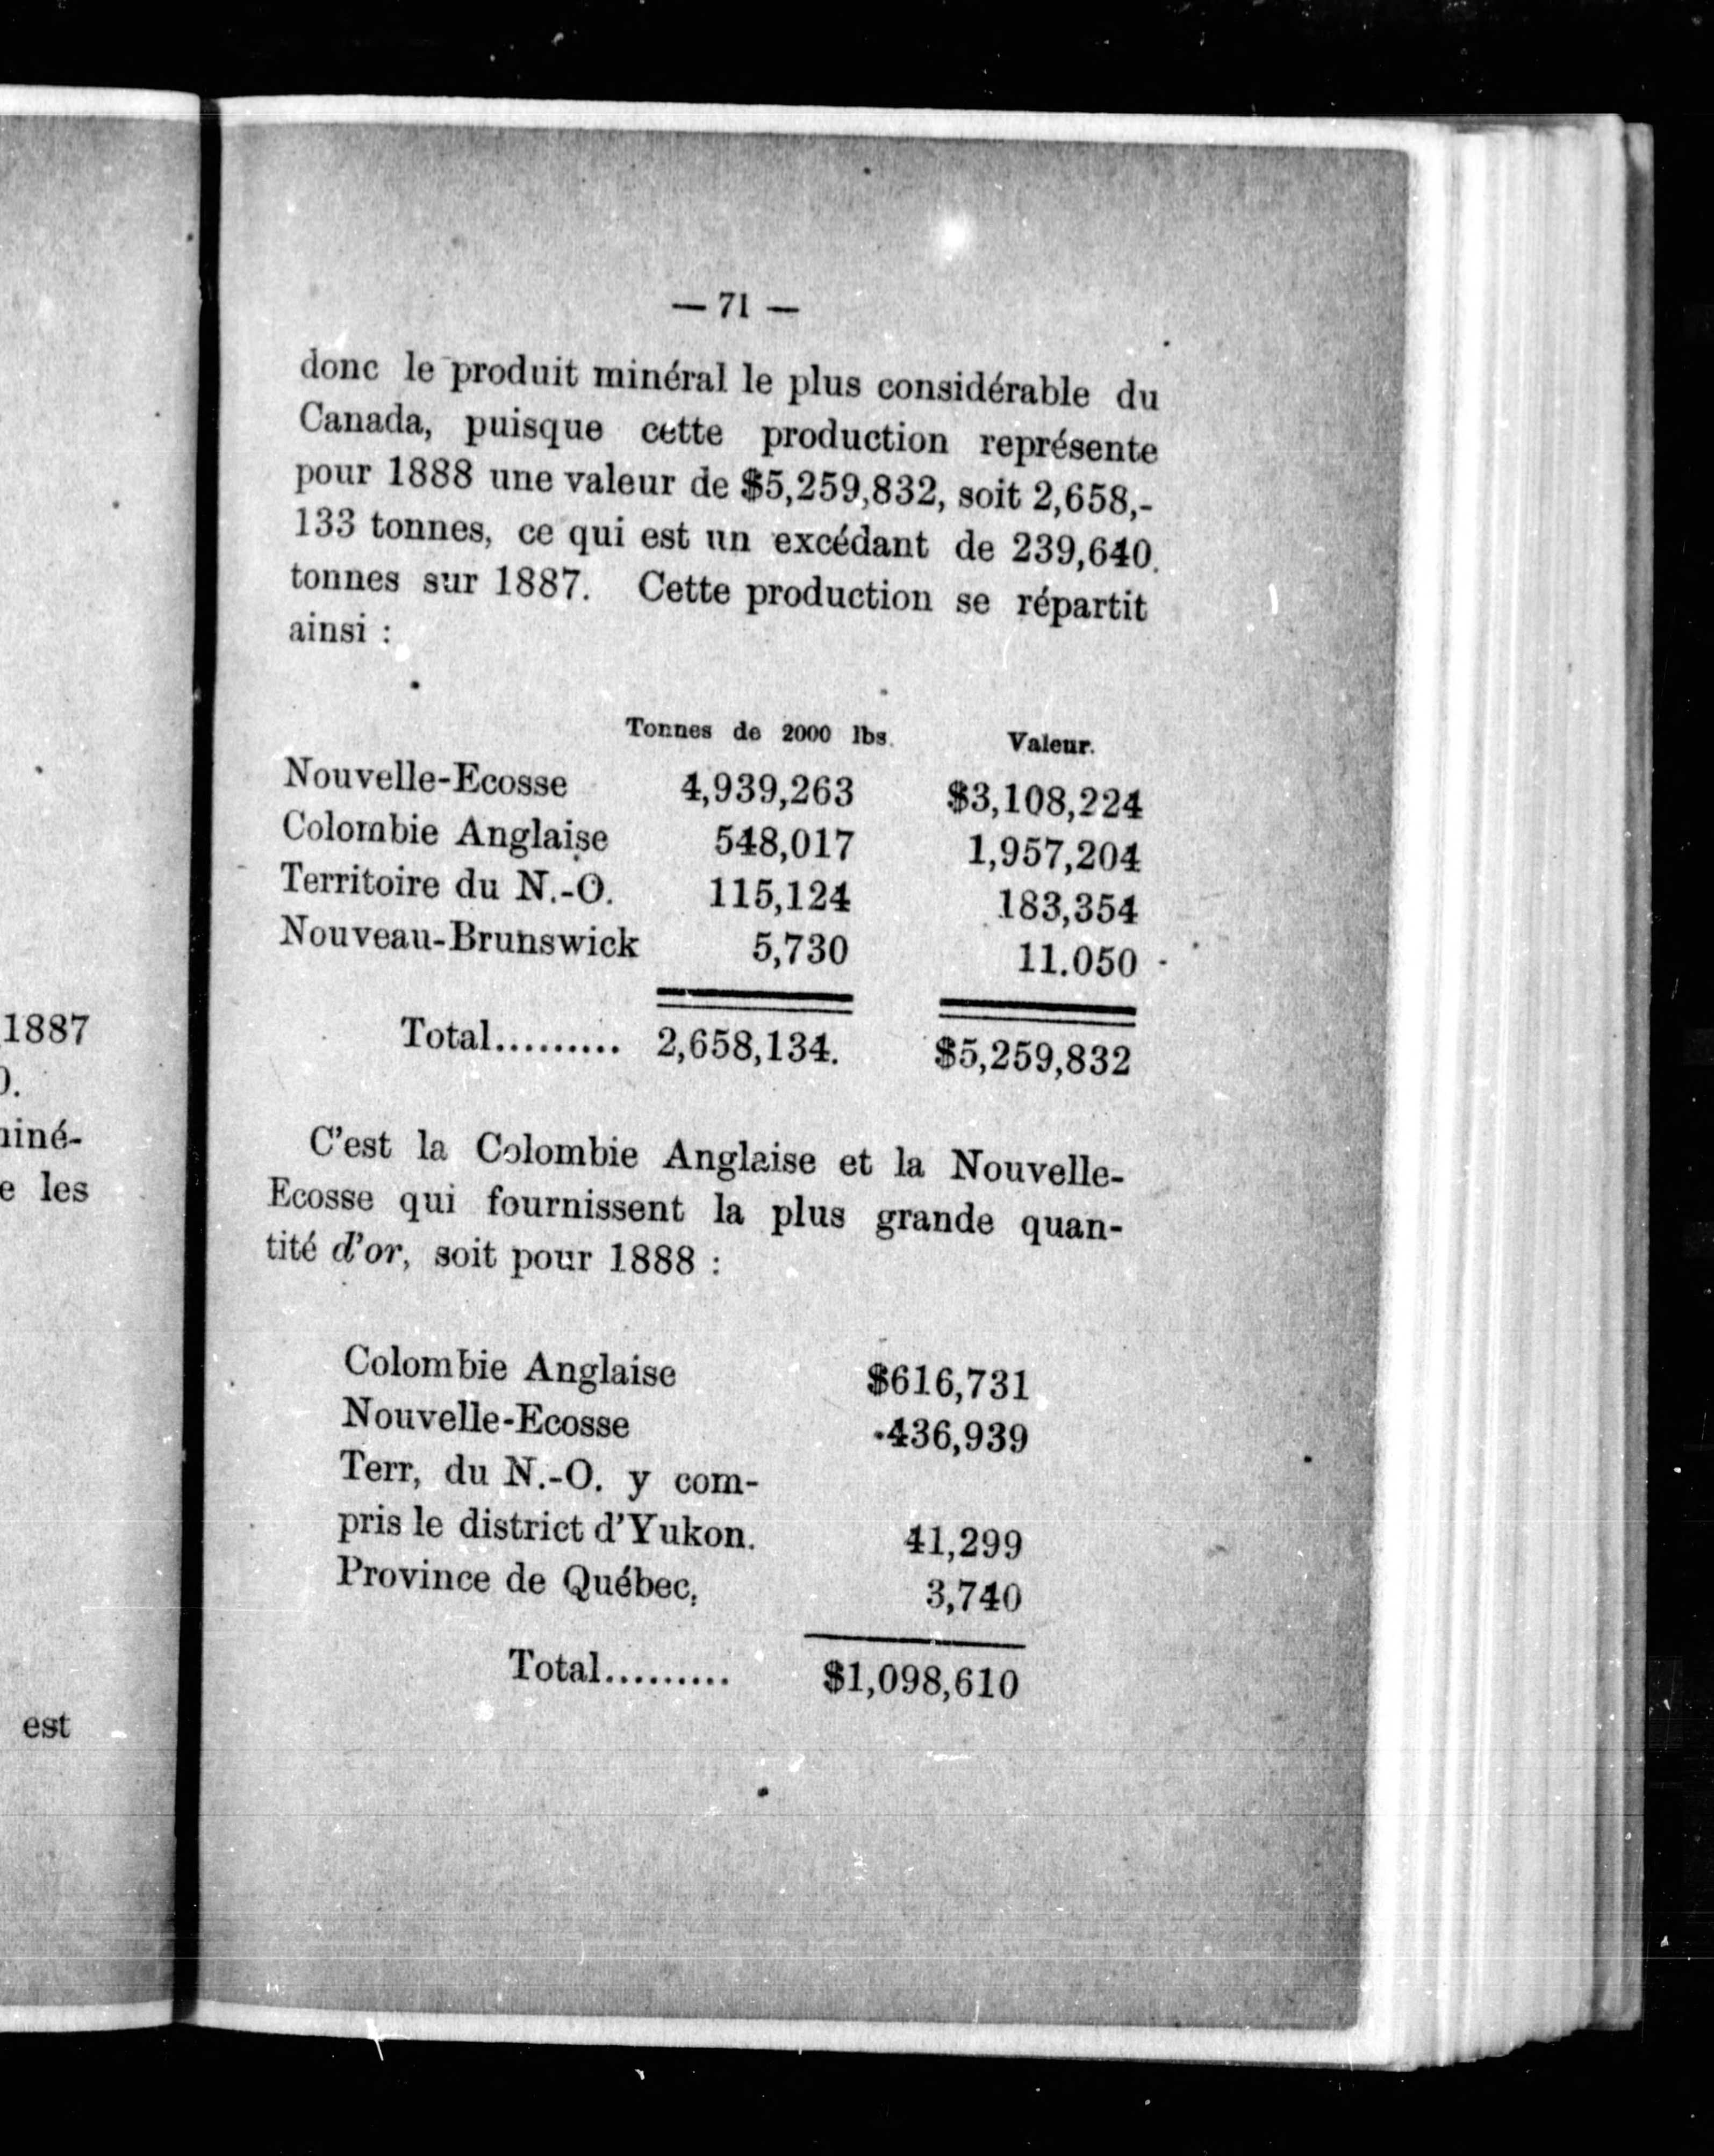 1887
).
niné-
e les
est
— 71 —
donc le produit minéral le plus considérable du
Canada, puisque cette production représente
pour 1888 une valeur de $5,259,832, soit 2,658,-
133 tonnes, ce qui est un excédant de 239,640.
tonnes sur 1887. Cette production se répartit
ainsi :
Tonnes de 2000 lbs. Valeur.
Nouvelle-Ecosse 4,939,263 $3,108,224
Colombie Anglaise 548,017 1,957,204
Territoire du N.-O. 115,124 183,354
Nouveau-Brunswick 5,730 11.050
Total......... 2,658,134. $5,259,832
C'est la Colombie Anglaise et la Nouvelle-
Ecosse qui fournissent la plus grande quan-
tité d'or, soit pour 1888 :
Colombie Anglaise $616,731
Nouvelle-Ecosse 436,939
Terr, du N.-O. y com-
pris le district d'Yukon. 41,299
Province de Québec, 3,740
Total......... $1,098,610